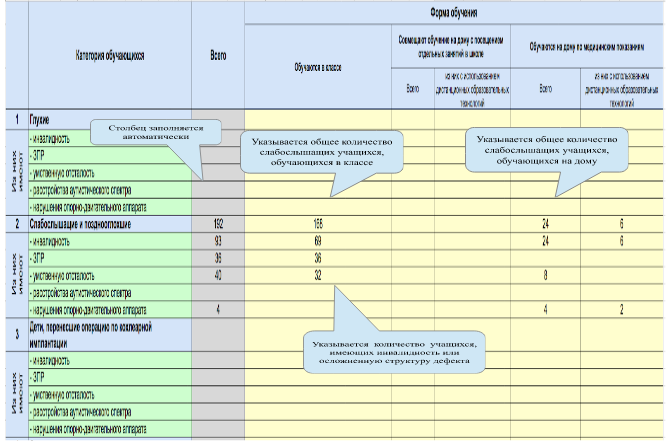 Форма обучения
Категория обучающихся
Всего
Обучаются в классе
Совмещают обучение на дому с посещением
отдельных занятий в школе
Обучаются на дому по медицинским показаниям
Всего
из них с использованием
дистанционных образовательных
технологий
Всего
из них с использованием
дистанционных образовательных
технологий
1 Глухие
Из них имеют
- инвалидность
- ЗПР
- умственную отсталость
- расстройства аутистического спектра
- нарушения опорно-двигательного аппарата
Столбец заполняется
автоматически
Указывается общее количество
слабослышащих учащихся,
обучающихся в классе
Указывается общее количество
слабослышащих учащихся,
обучающихся на дому
2 Слабослышащие и позднооглохшие 192 168 24 6
Из них имеют
- инвалидность 93 69 24 6
- ЗПР 36 36
- умственную отсталость 40 32 8
- расстройства аутистического спектра
- нарушения опорно-двигательного аппарата 4 4 2
Указывается количество учащихся,
имеющих инвалидность или
осложненную структуру дефекта
3 Дети, перенесшие операцию по кохлеарной
имплантации
Из них имеют
- инвалидность
- ЗПР
- умственную отсталость
- расстройства аутистического спектра
- нарушения опорно-двигательного аппарата